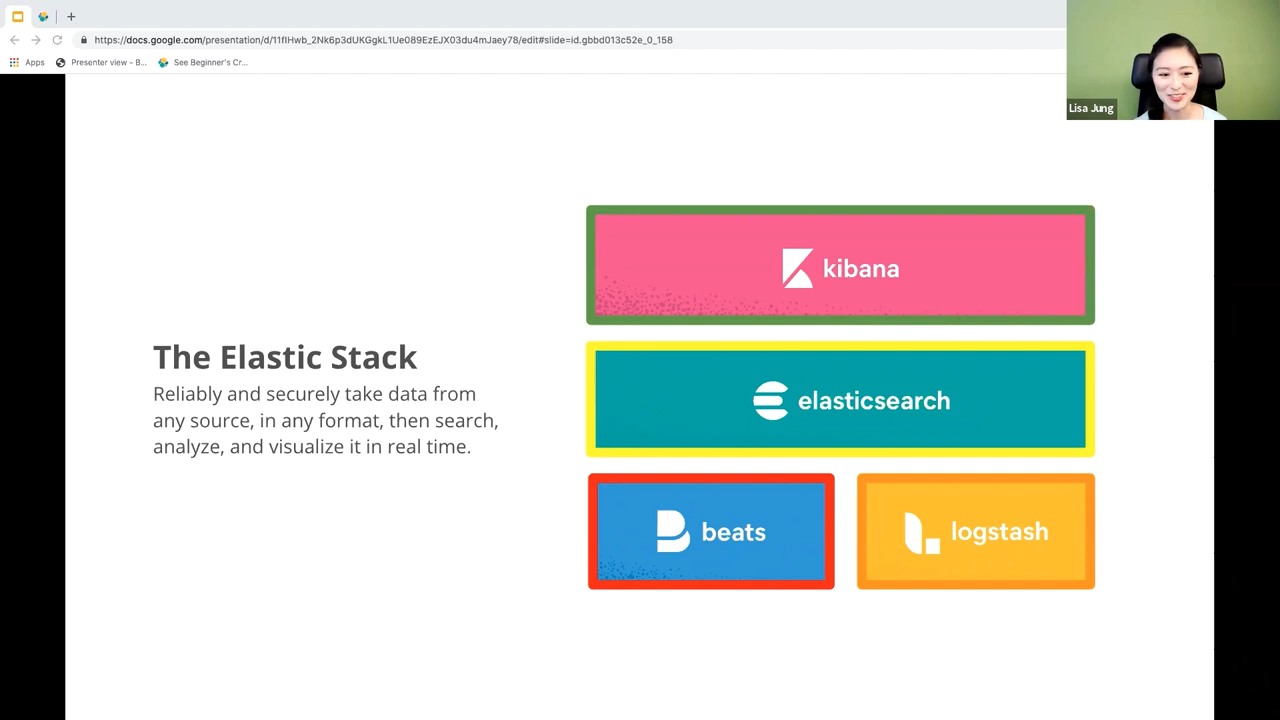 https://docs.google.com/presentation/d/11flHwb_2Nk6p3dUKGgkL1Ue089EzEJX03du4mJaey78/edit#slide=id.gbbd013c52e_0_158
Apps
Presenter view - B...
See Beginner's Cr...
Lisa Jung
kibana
elasticsearch
beats
logstash
The Elastic Stack
Reliably and securely take data from
any source, in any format, then search,
analyze, and visualize it in real time.